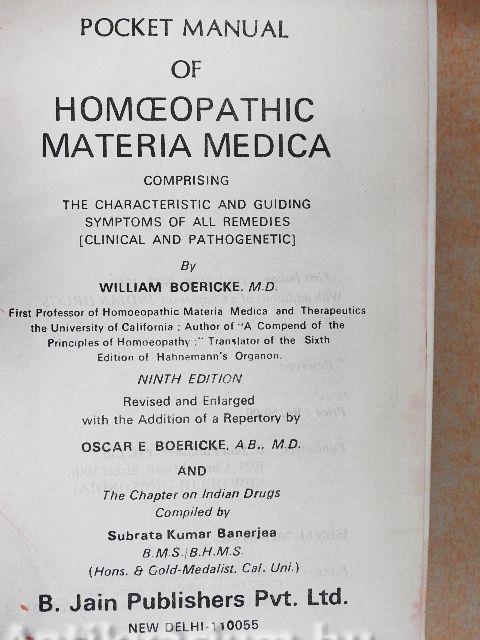 POCKET MANUAL
OF
HOMŒOPATHIC
MATERIA MEDICA
COMPRISING
THE CHARACTERISTIC AND GUIDING
SYMPTOMS OF ALL REMEDIES
[CLINICAL AND PATHOGENETIC]
By
WILLIAM BOERICKE, M.D.
First Professor of Homoeopathic Materia Medica and Therapeutics
the University of California ; Author of "A Compend of the
Principles of Homoeopathy ;" Translator of the Sixth
Edition of Hahnemann's Organon.
NINTH EDITION
Revised and Enlarged
with the Addition of a Repertory by
OSCAR E. BOERICKE, A.B., M.D.
AND
The Chapter on Indian Drugs
Compiled by
Subrata Kumar Banerjea
B.M.S./B.H.M.S.
(Hons. & Gold-Medalist. Cal. Uni.)
B. Jain Publishers Pvt. Ltd.
NEW DELHI-110055